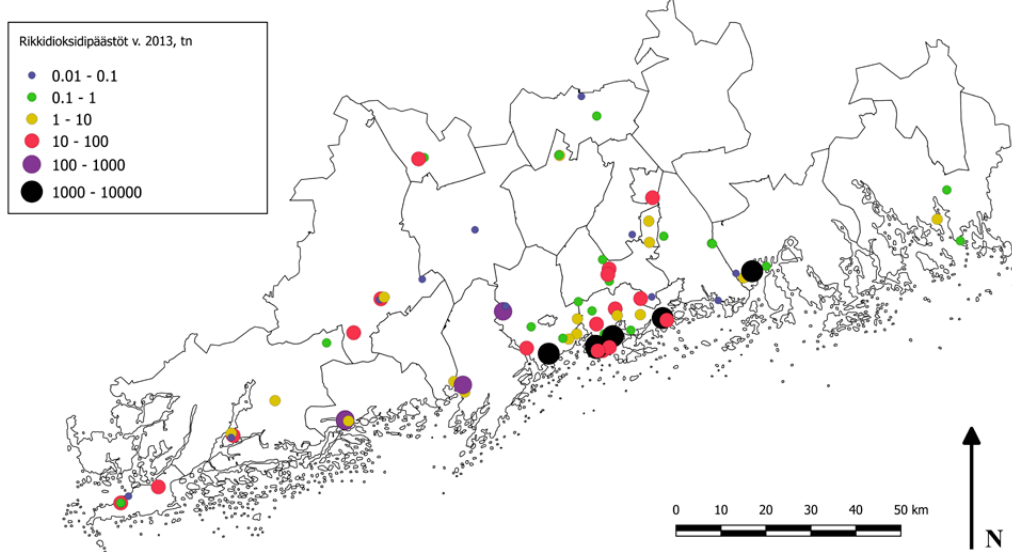 Rikkidioksidipäästöt v. 2013, tn
0.01 - 0.1
0.1 - 1
1 - 10
10 - 100
100 - 1000
1000 - 10000
0 10 20 30 40 50 km
N